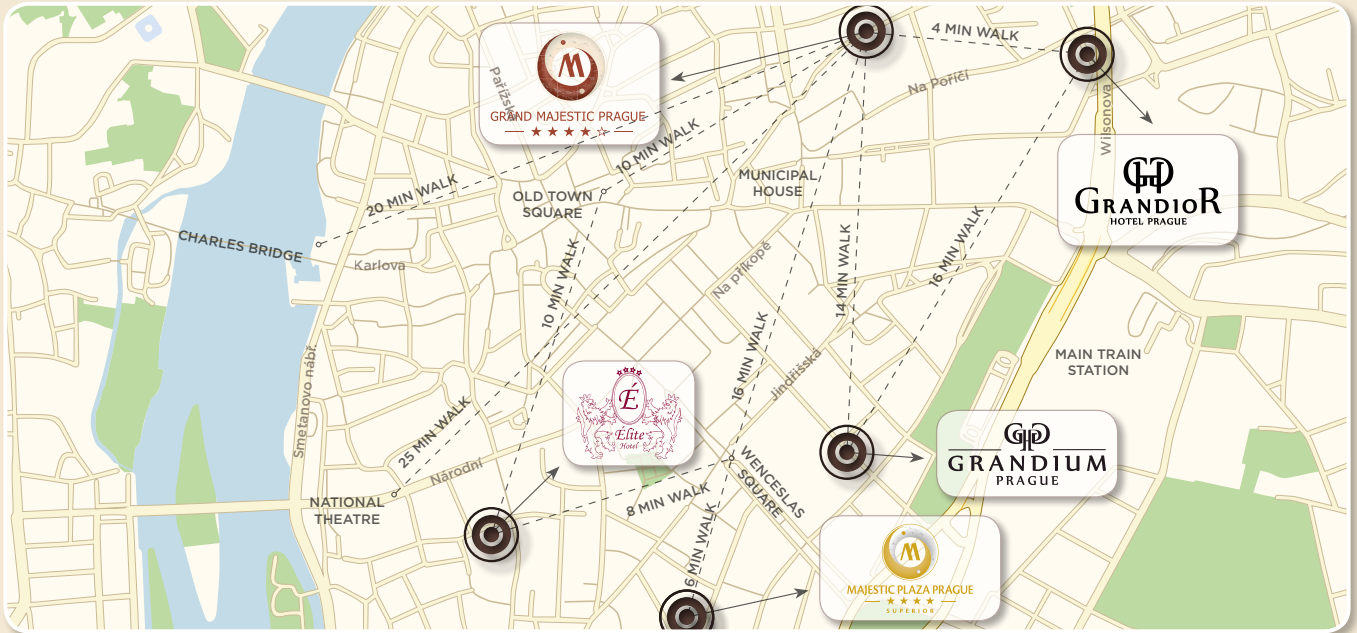 4 MIN WALK
Na Poříčí
Pařížská
M
GRAND MAJESTIC PRAGUE
Wilsonova
10 MIN WALK
20 MIN WALK
OLD TOWN
SQUARE
MUNICIPAL
HOUSE
GRANDIOR
HOTEL PRAGUE
CHARLES BRIDGE
Karlova
10 MIN WALK
Na příkopě
14 MIN WALK
16 MIN WALK
Smetanovo nábř.
16 MIN WALK
Jindřišská
MAIN TRAIN
STATION
É
Élite
Hotel
25 MIN WALK
Národní
GRANDIUM
PRAGUE
NATIONAL
THEATRE
8 MIN WALK
WENCESLAS
SQUARE
6 MIN WALK
M
MAJESTIC PLAZA PRAGUE
SUPERIOR